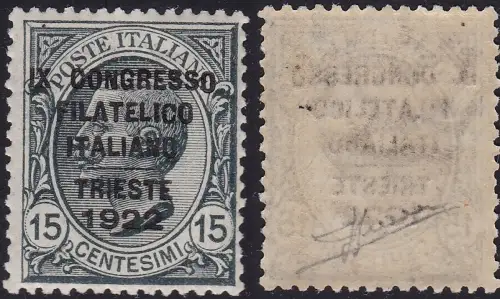 POSTE ITALIANE
IX CONGRESSO
FILATELICO
ITALIANO
TRIESTE
1922
15 CENTESIMI 15